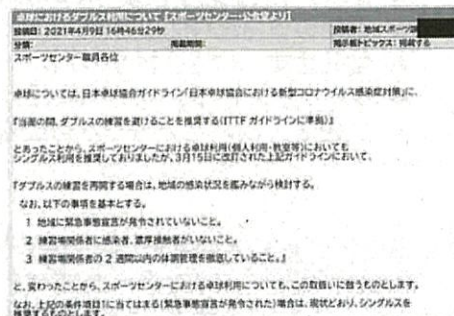 卓球におけるダブルス利用について【スポーツセンター・公会堂より】
投稿日: 2021年4月9日 16時46分29秒 投稿者: 地域スポーツ
分類: 掲載期間: 掲示板トピックス: 掲載する
スポーツセンター職員各位
卓球については、日本卓球協会ガイドライン「日本卓球協会における新型コロナウイルス感染症対策」に、
『当面の間、ダブルスの練習を避けることを推奨する(ITTF ガイドラインに準拠)』
とあったことから、スポーツセンターにおける卓球利用(個人利用・教室等)においても
シングルス利用を推奨しておりましたが、3月15日に改訂された上記ガイドラインにおいて、
『ダブルスの練習を再開する場合は、地域の感染状況を鑑みながら検討する。
なお、以下の事項を基本とする。
1 地域に緊急事態宣言が発令されていないこと。
2 練習場関係者に感染者、濃厚接触者がいないこと。
3 練習場関係者の 2 週間以内の体調管理を徹底していること。』
と、変わったことから、スポーツセンターにおける卓球利用についても、この取扱いに倣うものとします。
なお、上記の条件項目1に当てはまる(緊急事態宣言が発令された)場合は、現状どおり、シングルスを
推奨するものとします。